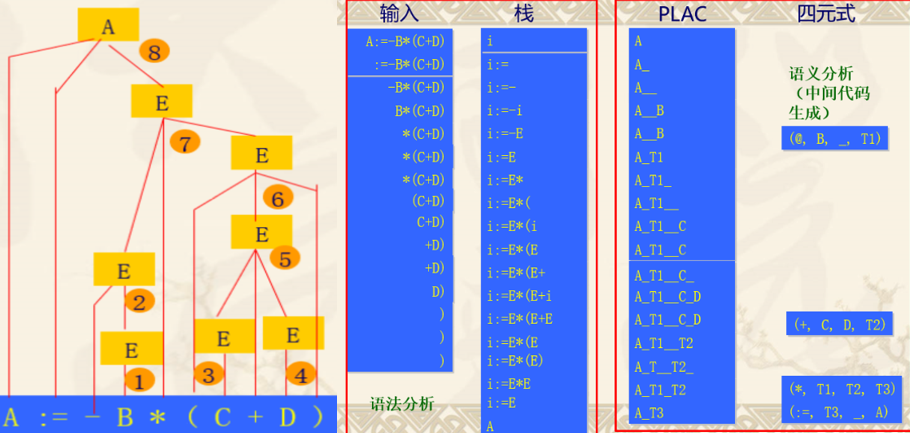 A
8
E
7
E
6
E
5
E
2
E
E
E
1
3
4
A := - B * ( C + D )
输入
A:=-B*(C+D)
:=-B*(C+D)
-B*(C+D)
B*(C+D)
*(C+D)
*(C+D)
*(C+D)
(C+D)
C+D)
+D)
+D)
D)
)
)
)
语法分析
栈
i
i:=
i:=-
i:=-i
i:=-E
i:=E
i:=E*
i:=E*(
i:=E*(i
i:=E*(E
i:=E*(E+
i:=E*(E+i
i:=E*(E+E
i:=E*(E
i:=E*(E)
i:=E*E
i:=E
A
PLAC
A
A_
A__
A__B
A__B
A_T1
A_T1_
A_T1__
A_T1__C
A_T1__C
A_T1__C_
A_T1__C_D
A_T1__C_D
A_T1__T2
A_T__T2_
A_T1_T2
A_T3
四元式
语义分析
（中间代码
生成）
(@, B, _, T1)
(+, C, D, T2)
(*, T1, T2, T3)
(:=, T3, _, A)